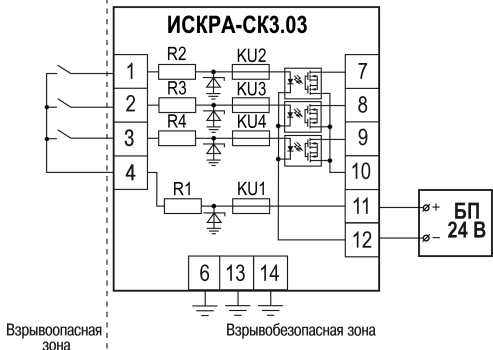 ИСКРА-СК3.03
R2
KU2
1
7
R3
KU3
2
8
R4
KU4
3
9
4
10
R1
KU1
11
12
+
БП
24 В
−
6
13
14
Взрывоопасная
зона
Взрывобезопасная зона